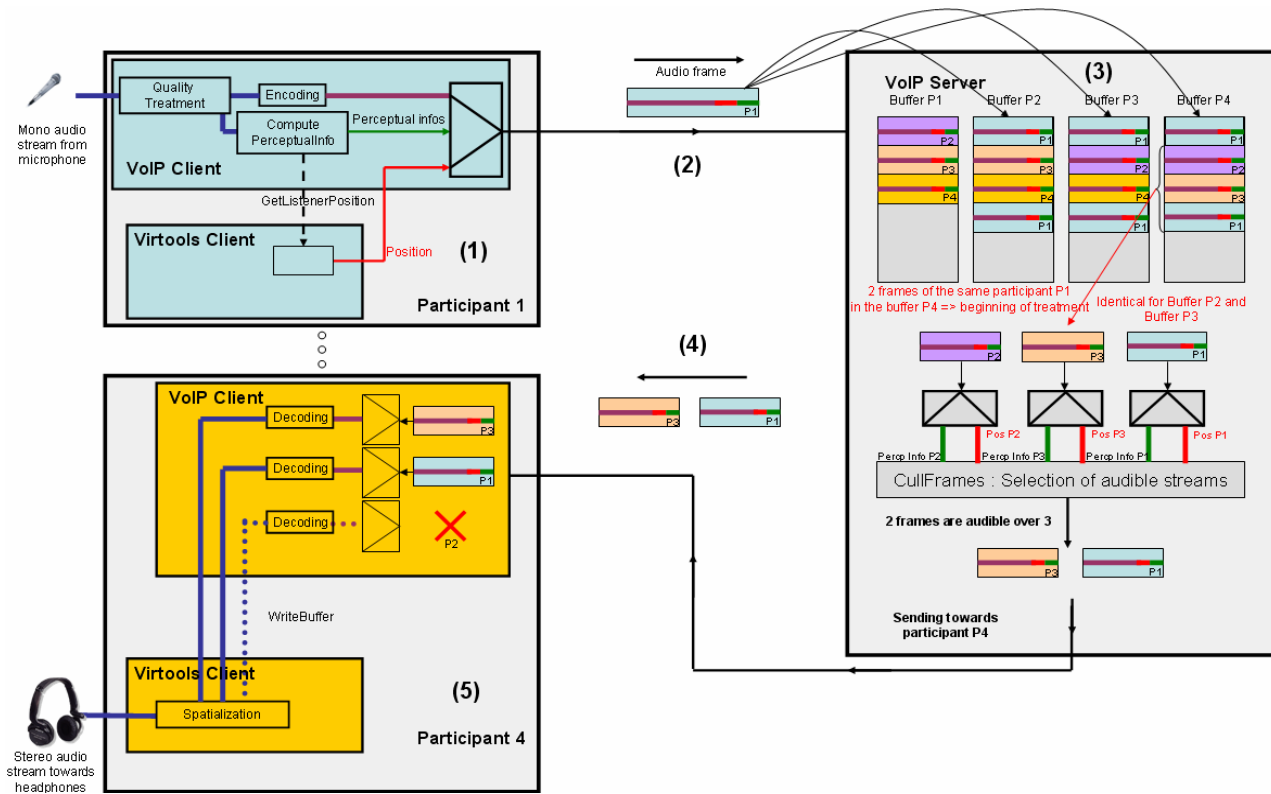 Mono audio
stream from
microphone
Quality
Treatment
Encoding
Compute
PerceptualInfo
Perceptual infos
VoIP Client
GetListenerPosition
Virtools Client
Position
(1)
Participant 1
Audio frame
P1
(2)
(3)
VoIP Server
Buffer P1
Buffer P2
Buffer P3
Buffer P4
P2
P3
P4
P1
P3
P4
P1
P1
P2
P4
P1
P1
P2
P3
P1
2 frames of the same participant P1
in the buffer P4 => beginning of treatment
Identical for Buffer P2 and
Buffer P3
P2
P3
P1
Pos P2
Pos P3
Pos P1
Percp Info P2
Percp Info P3
Percp Info P1
CullFrames : Selection of audible streams
2 frames are audible over 3
P3
P1
Sending towards
participant P4
(4)
P3
P1
VoIP Client
Decoding
P3
Decoding
P1
Decoding
P2
WriteBuffer
Virtools Client
Spatialization
(5)
Participant 4
Stereo audio
stream towards
headphones